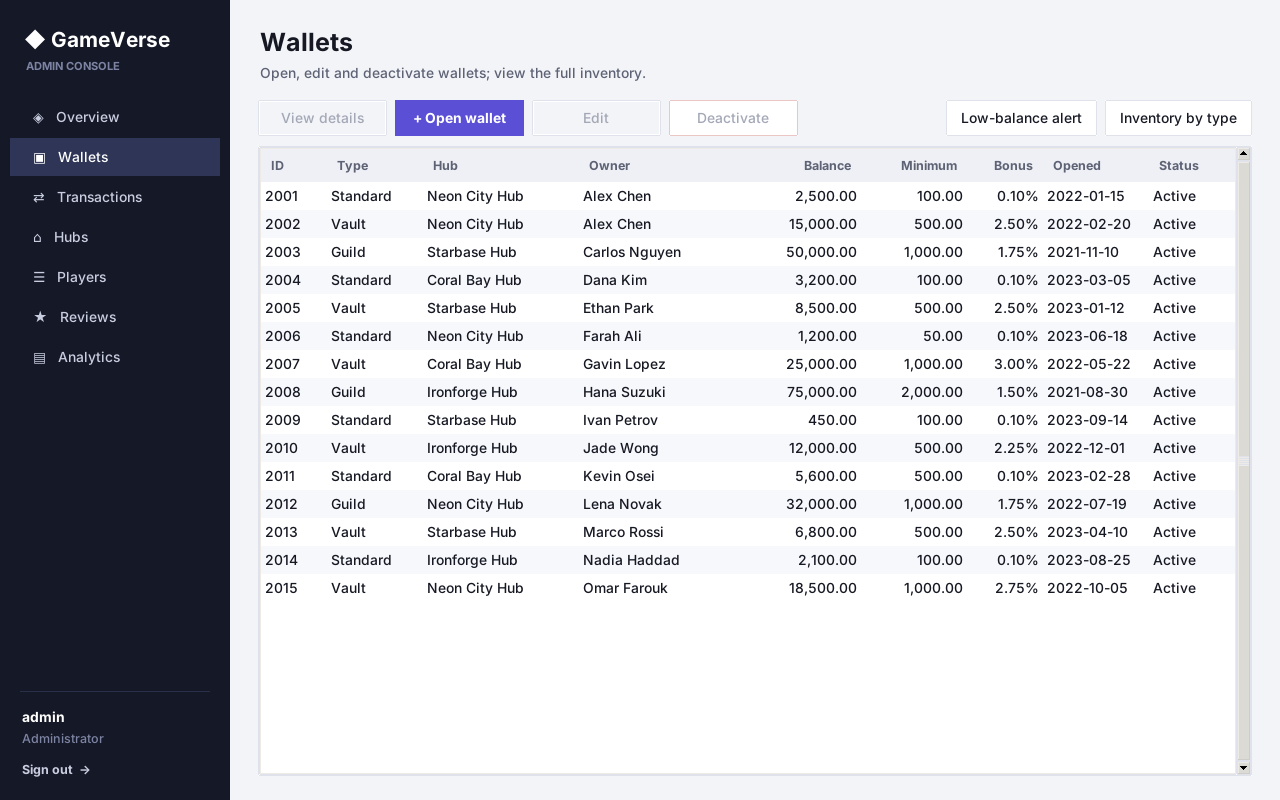 ◆ GameVerse
ADMIN CONSOLE
◈ Overview
▣ Wallets
⇄ Transactions
⌂ Hubs
☰ Players
★ Reviews
▤ Analytics
admin
Administrator
Sign out →
Wallets
Open, edit and deactivate wallets; view the full inventory.
View details + Open wallet Edit Deactivate Low-balance alert Inventory by type
ID Type Hub Owner Balance Minimum Bonus Opened Status
2001 Standard Neon City Hub Alex Chen 2,500.00 100.00 0.10% 2022-01-15 Active
2002 Vault Neon City Hub Alex Chen 15,000.00 500.00 2.50% 2022-02-20 Active
2003 Guild Starbase Hub Carlos Nguyen 50,000.00 1,000.00 1.75% 2021-11-10 Active
2004 Standard Coral Bay Hub Dana Kim 3,200.00 100.00 0.10% 2023-03-05 Active
2005 Vault Starbase Hub Ethan Park 8,500.00 500.00 2.50% 2023-01-12 Active
2006 Standard Neon City Hub Farah Ali 1,200.00 50.00 0.10% 2023-06-18 Active
2007 Vault Coral Bay Hub Gavin Lopez 25,000.00 1,000.00 3.00% 2022-05-22 Active
2008 Guild Ironforge Hub Hana Suzuki 75,000.00 2,000.00 1.50% 2021-08-30 Active
2009 Standard Starbase Hub Ivan Petrov 450.00 100.00 0.10% 2023-09-14 Active
2010 Vault Ironforge Hub Jade Wong 12,000.00 500.00 2.25% 2022-12-01 Active
2011 Standard Coral Bay Hub Kevin Osei 5,600.00 500.00 0.10% 2023-02-28 Active
2012 Guild Neon City Hub Lena Novak 32,000.00 1,000.00 1.75% 2022-07-19 Active
2013 Vault Starbase Hub Marco Rossi 6,800.00 500.00 2.50% 2023-04-10 Active
2014 Standard Ironforge Hub Nadia Haddad 2,100.00 100.00 0.10% 2023-08-25 Active
2015 Vault Neon City Hub Omar Farouk 18,500.00 1,000.00 2.75% 2022-10-05 Active